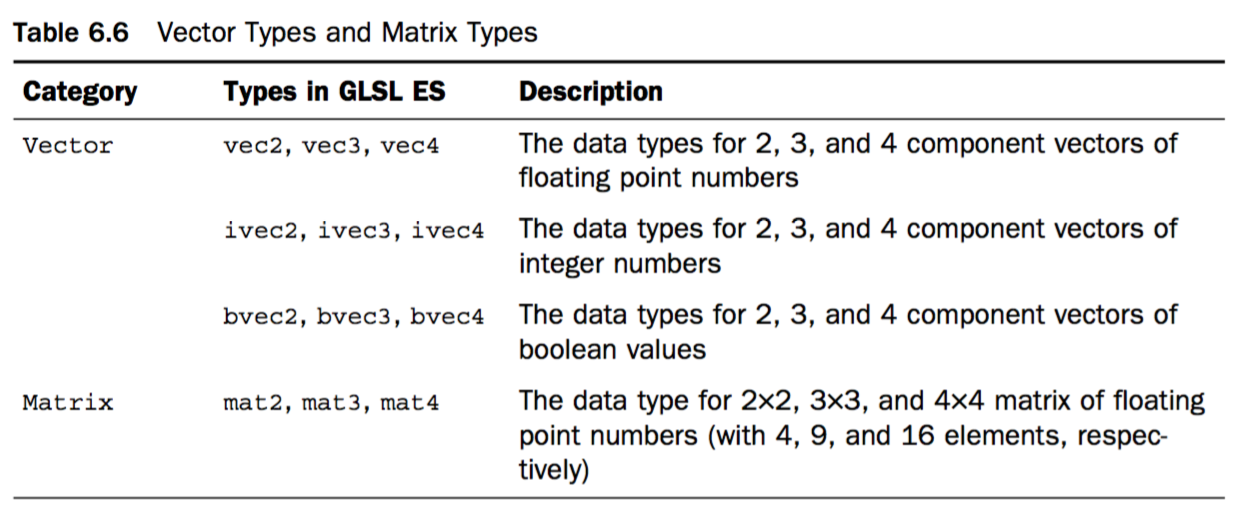 Table 6.6 Vector Types and Matrix Types
Category Types in GLSL ES Description
Vector vec2, vec3, vec4 The data types for 2, 3, and 4 component vectors of
floating point numbers
ivec2, ivec3, ivec4 The data types for 2, 3, and 4 component vectors of
integer numbers
bvec2, bvec3, bvec4 The data types for 2, 3, and 4 component vectors of
boolean values
Matrix mat2, mat3, mat4 The data type for 2×2, 3×3, and 4×4 matrix of floating
point numbers (with 4, 9, and 16 elements, respec-
tively)